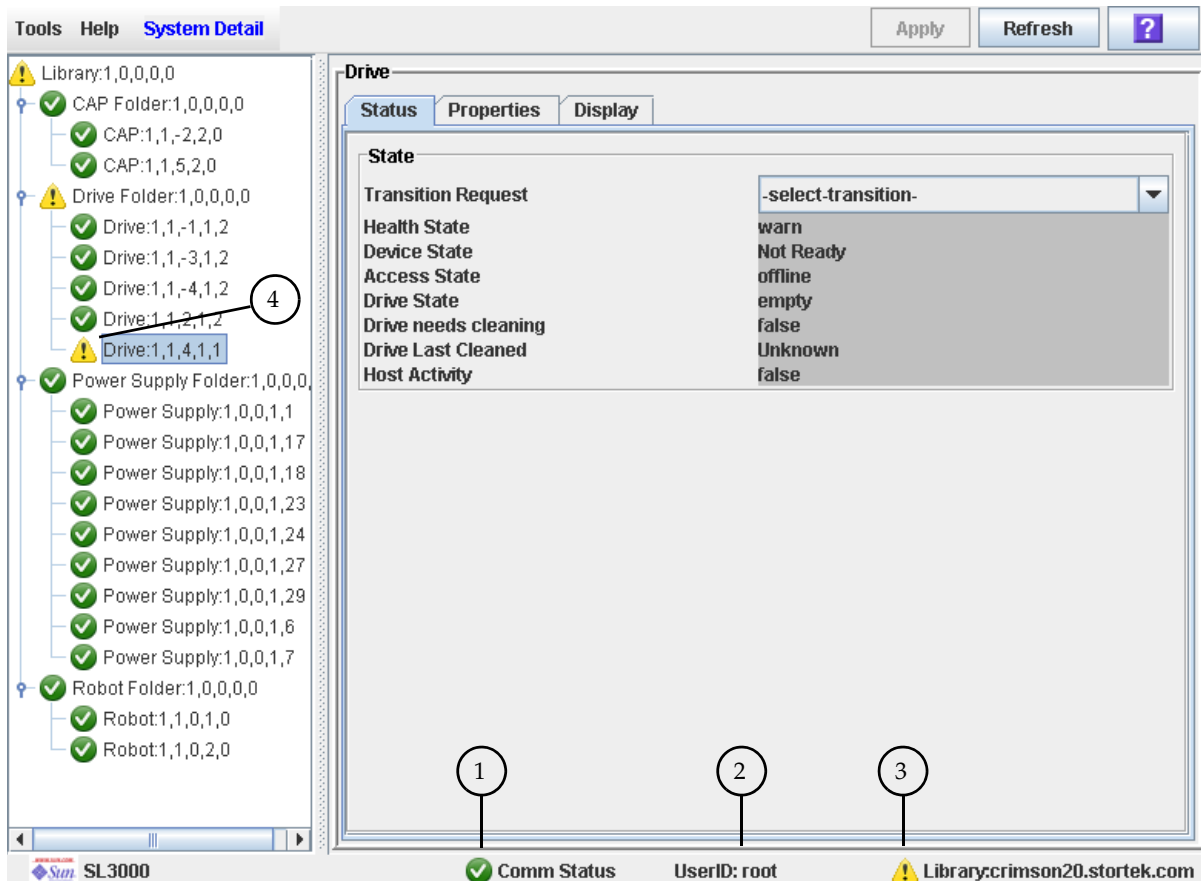 Tools Help System Detail Apply Refresh ?
Library:1,0,0,0,0
CAP Folder:1,0,0,0,0
CAP:1,1,-2,2,0
CAP:1,1,5,2,0
Drive Folder:1,0,0,0,0
Drive:1,1,-1,1,2
Drive:1,1,-3,1,2
Drive:1,1,-4,1,2
4
Drive:1,1,2,1,2
Drive:1,1,4,1,1
Power Supply Folder:1,0,0,0,
Power Supply:1,0,0,1,1
Power Supply:1,0,0,1,17
Power Supply:1,0,0,1,18
Power Supply:1,0,0,1,23
Power Supply:1,0,0,1,24
Power Supply:1,0,0,1,27
Power Supply:1,0,0,1,29
Power Supply:1,0,0,1,6
Power Supply:1,0,0,1,7
Robot Folder:1,0,0,0,0
Robot:1,1,0,1,0
Robot:1,1,0,2,0
Drive
Status Properties Display
State
Transition Request -select-transition-
Health State warn
Device State Not Ready
Access State offline
Drive State empty
Drive needs cleaning false
Drive Last Cleaned Unknown
Host Activity false
1 2 3
Sun SL3000 Comm Status UserID: root Library:crimson20.stortek.com